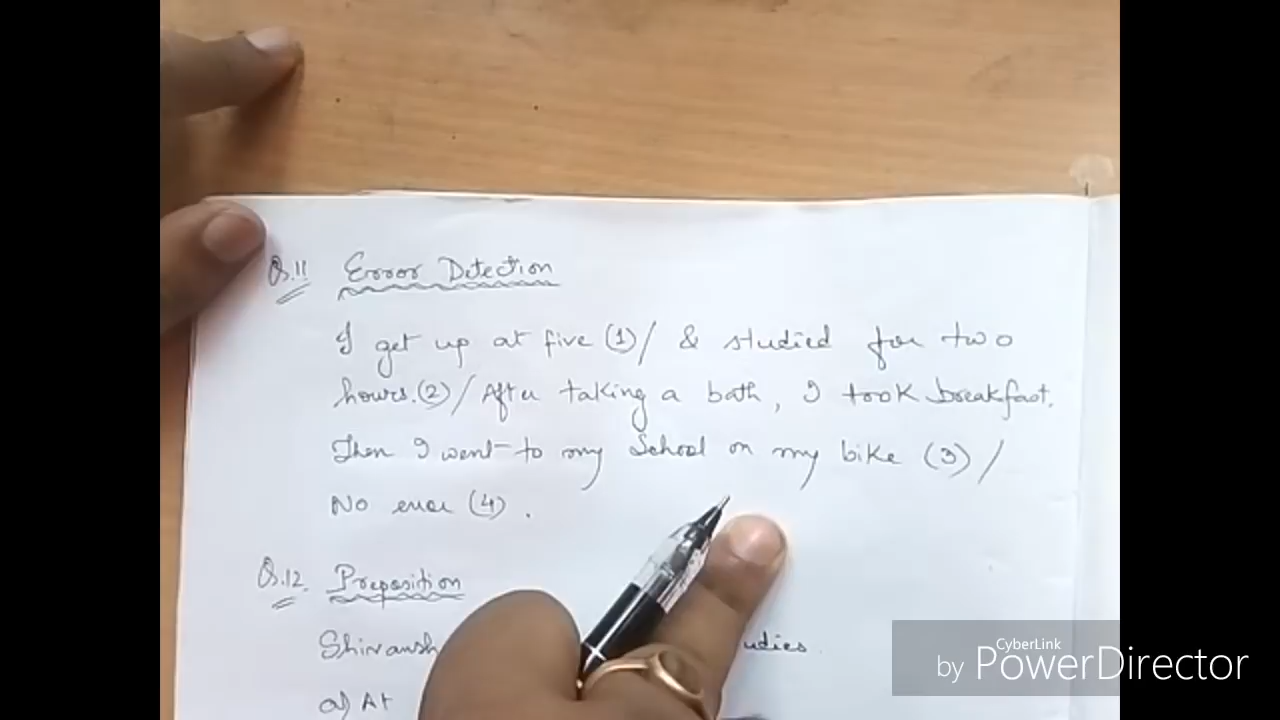 Q.11 Error Detection
I get up at five (1)/ & studied for two
hours.(2)/ After taking a bath, I took breakfast.
Then I went to my School on my bike (3)/
No error (4).
Q.12. Preposition
Shivansh udies.
a) At
CyberLink
by PowerDirector